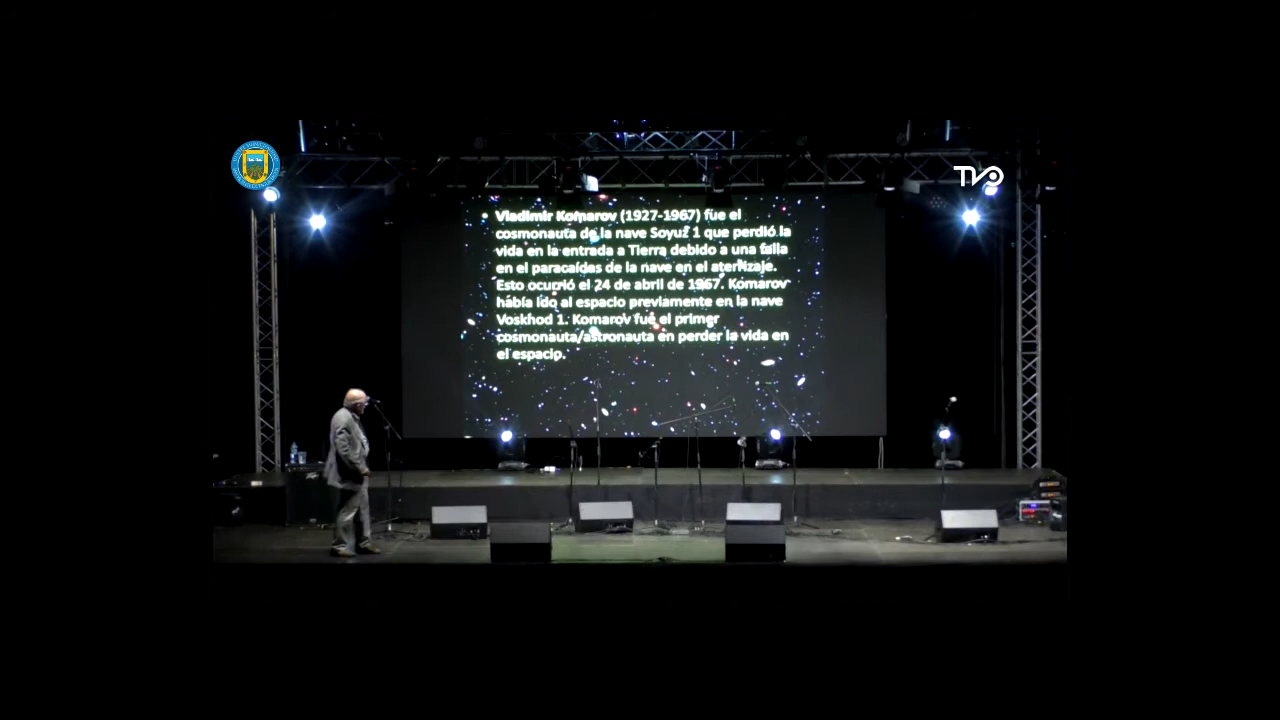 TVO
• Vladimir Komarov (1927-1967) fue el
cosmonauta de la nave Soyuz 1 que perdió la
vida en la entrada a Tierra debido a una falla
en el paracaídas de la nave en el aterrizaje.
Esto ocurrió el 24 de abril de 1967. Komarov
había ido al espacio previamente en la nave
Voskhod 1. Komarov fué el primer
cosmonauta/astronauta en perder la vida en
el espacio.